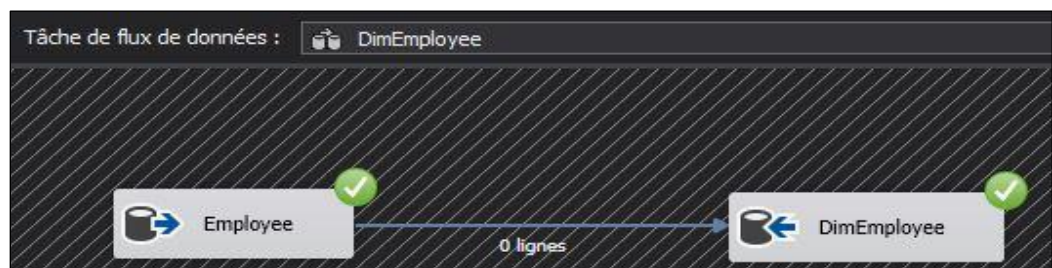 Tâche de flux de données : DimEmployee
Employee
0 lignes
DimEmployee